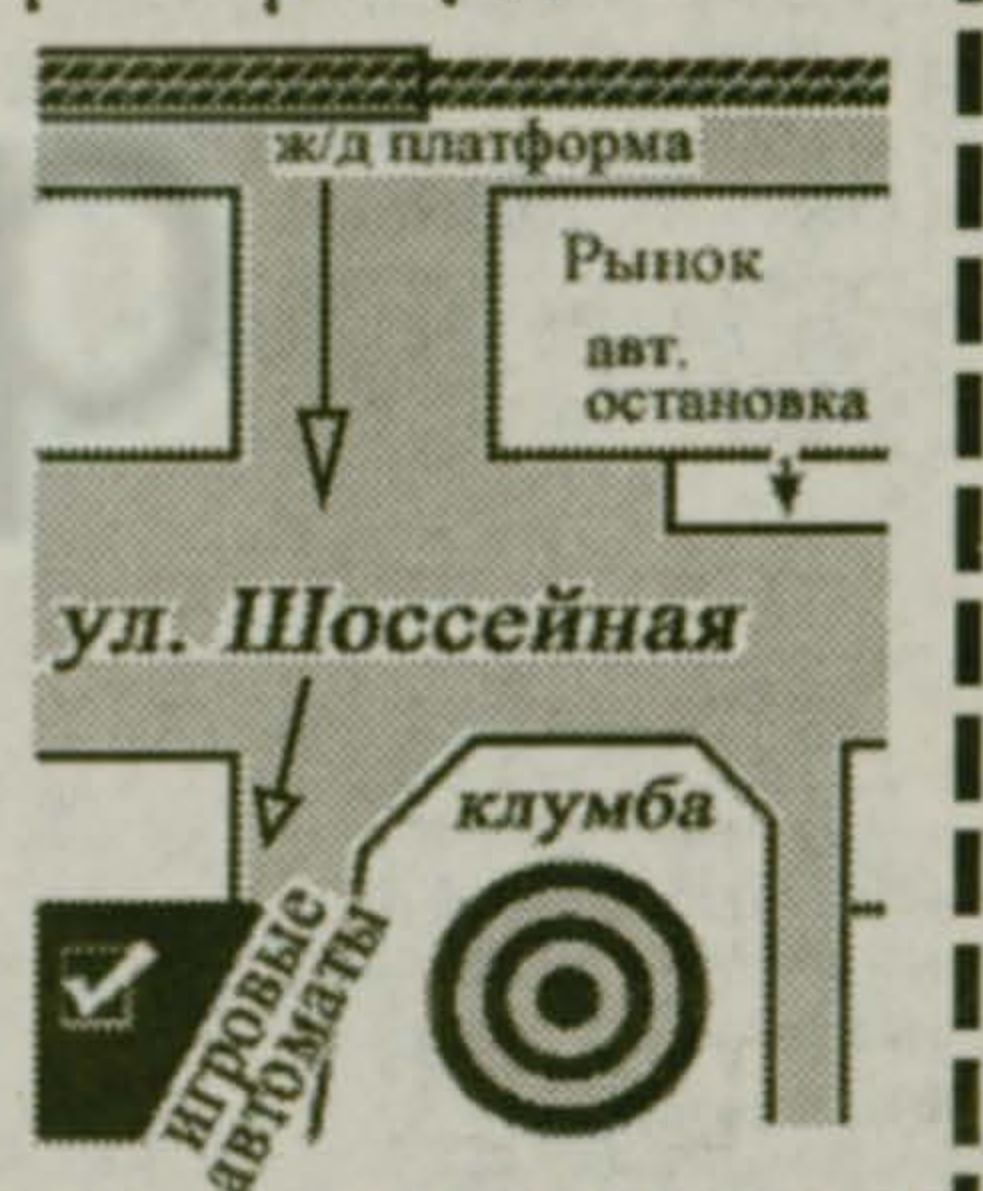 ж/д платформа
Рынок
авт.
остановка
ул. Шоссейная
клумба
игровые
автоматы